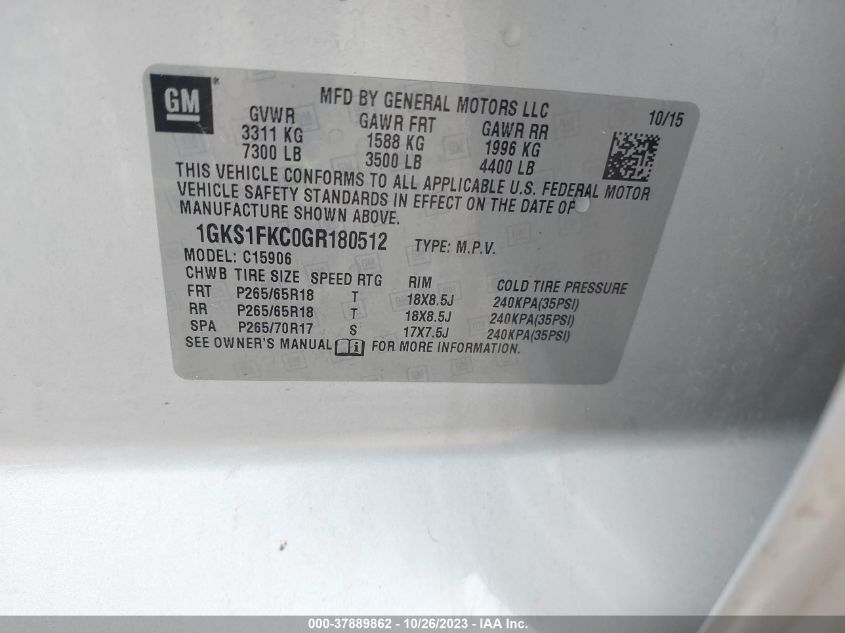 GM®
MFD BY GENERAL MOTORS LLC
10/15
GVWR GAWR FRT GAWR RR
3311 KG 1588 KG 1996 KG
7300 LB 3500 LB 4400 LB
THIS VEHICLE CONFORMS TO ALL APPLICABLE U.S. FEDERAL MOTOR
VEHICLE SAFETY STANDARDS IN EFFECT ON THE DATE OF
MANUFACTURE SHOWN ABOVE.
1GKS1FKC0GR180512 TYPE: M.P.V.
MODEL: C15906
CHWB TIRE SIZE SPEED RTG RIM COLD TIRE PRESSURE
FRT P265/65R18 T 18X8.5J 240KPA(35PSI)
RR P265/65R18 T 18X8.5J 240KPA(35PSI)
SPA P265/70R17 S 17X7.5J 240KPA(35PSI)
SEE OWNER'S MANUAL i FOR MORE INFORMATION.
000-37889862 - 10/26/2023 - IAA Inc.